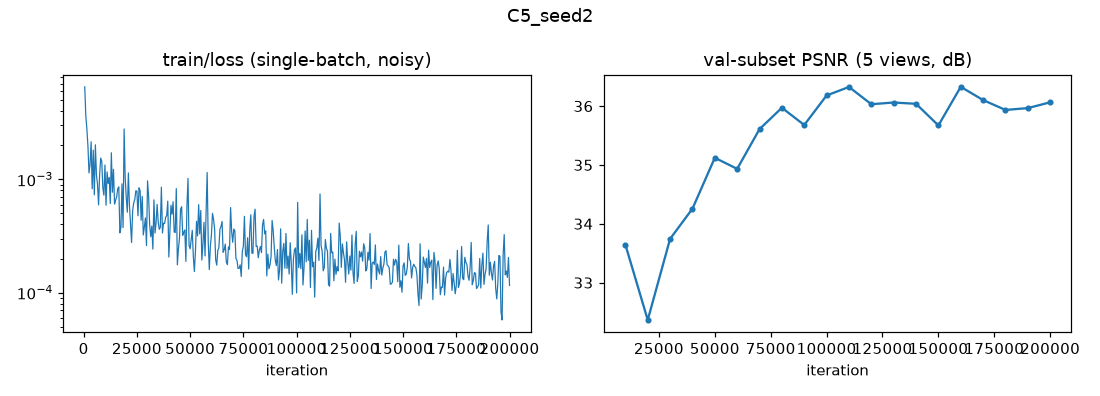 C5_seed2
train/loss (single-batch, noisy)
val-subset PSNR (5 views, dB)
10⁻³
10⁻⁴
0 25000 50000 75000 100000 125000 150000 175000 200000
iteration
36
35
34
33
25000 50000 75000 100000 125000 150000 175000 200000
iteration